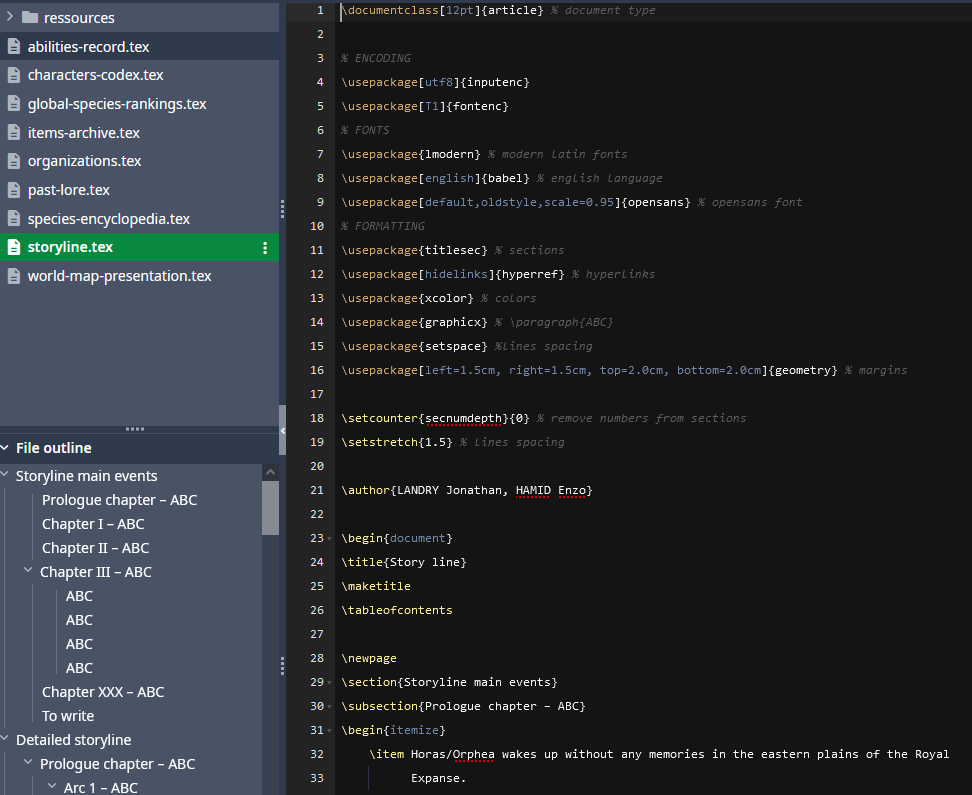 ressources
abilities-record.tex
characters-codex.tex
global-species-rankings.tex
items-archive.tex
organizations.tex
past-lore.tex
species-encyclopedia.tex
storyline.tex
world-map-presentation.tex
File outline
Storyline main events
Prologue chapter – ABC
Chapter I – ABC
Chapter II – ABC
Chapter III – ABC
ABC
ABC
ABC
ABC
Chapter XXX – ABC
To write
Detailed storyline
Prologue chapter – ABC
Arc 1 – ABC
1 \documentclass[12pt]{article} % document type
2
3 % ENCODING
4 \usepackage[utf8]{inputenc}
5 \usepackage[T1]{fontenc}
6 % FONTS
7 \usepackage{lmodern} % modern latin fonts
8 \usepackage[english]{babel} % english language
9 \usepackage[default,oldstyle,scale=0.95]{opensans} % opensans font
10 % FORMATTING
11 \usepackage{titlesec} % sections
12 \usepackage[hidelinks]{hyperref} % hyperlinks
13 \usepackage{xcolor} % colors
14 \usepackage{graphicx} % \paragraph{ABC}
15 \usepackage{setspace} %lines spacing
16 \usepackage[left=1.5cm, right=1.5cm, top=2.0cm, bottom=2.0cm]{geometry} % margins
17
18 \setcounter{secnumdepth}{0} % remove numbers from sections
19 \setstretch{1.5} % lines spacing
20
21 \author{LANDRY Jonathan, HAMID Enzo}
22
23 \begin{document}
24 \title{Story line}
25 \maketitle
26 \tableofcontents
27
28 \newpage
29 \section{Storyline main events}
30 \subsection{Prologue chapter – ABC}
31 \begin{itemize}
32 \item Horas/Orphea wakes up without any memories in the eastern plains of the Royal
33 Expanse.